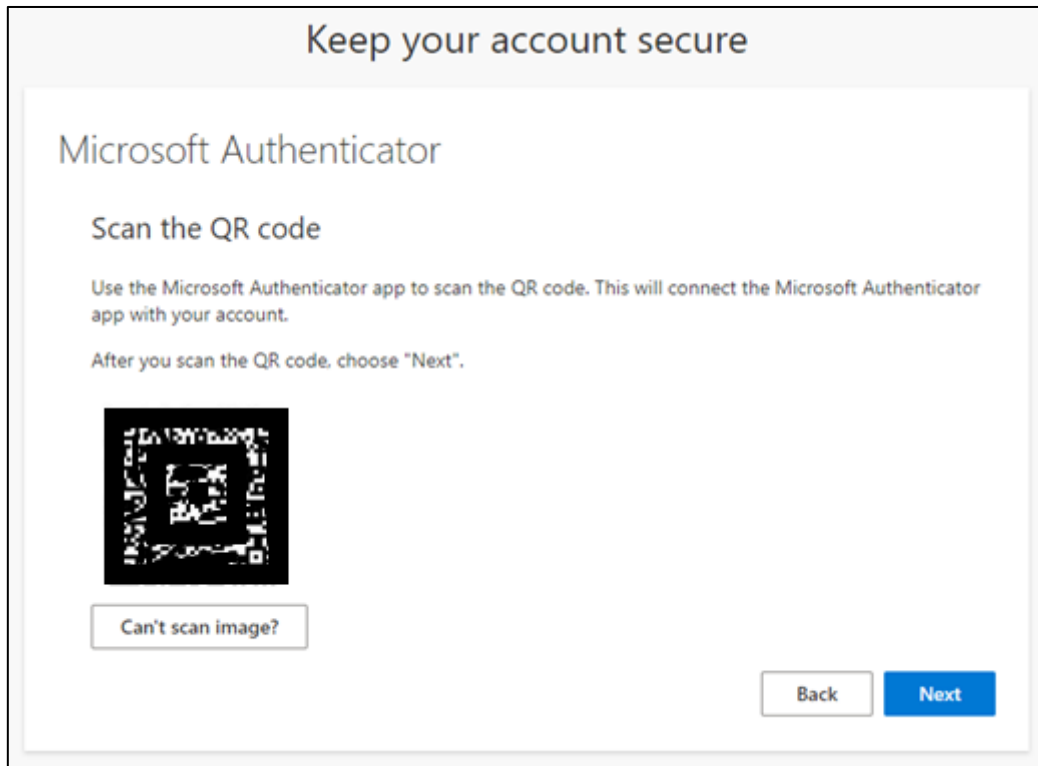 Keep your account secure
Microsoft Authenticator
Scan the QR code
Use the Microsoft Authenticator app to scan the QR code. This will connect the Microsoft Authenticator
app with your account.
After you scan the QR code, choose "Next".
Can't scan image?
Back
Next